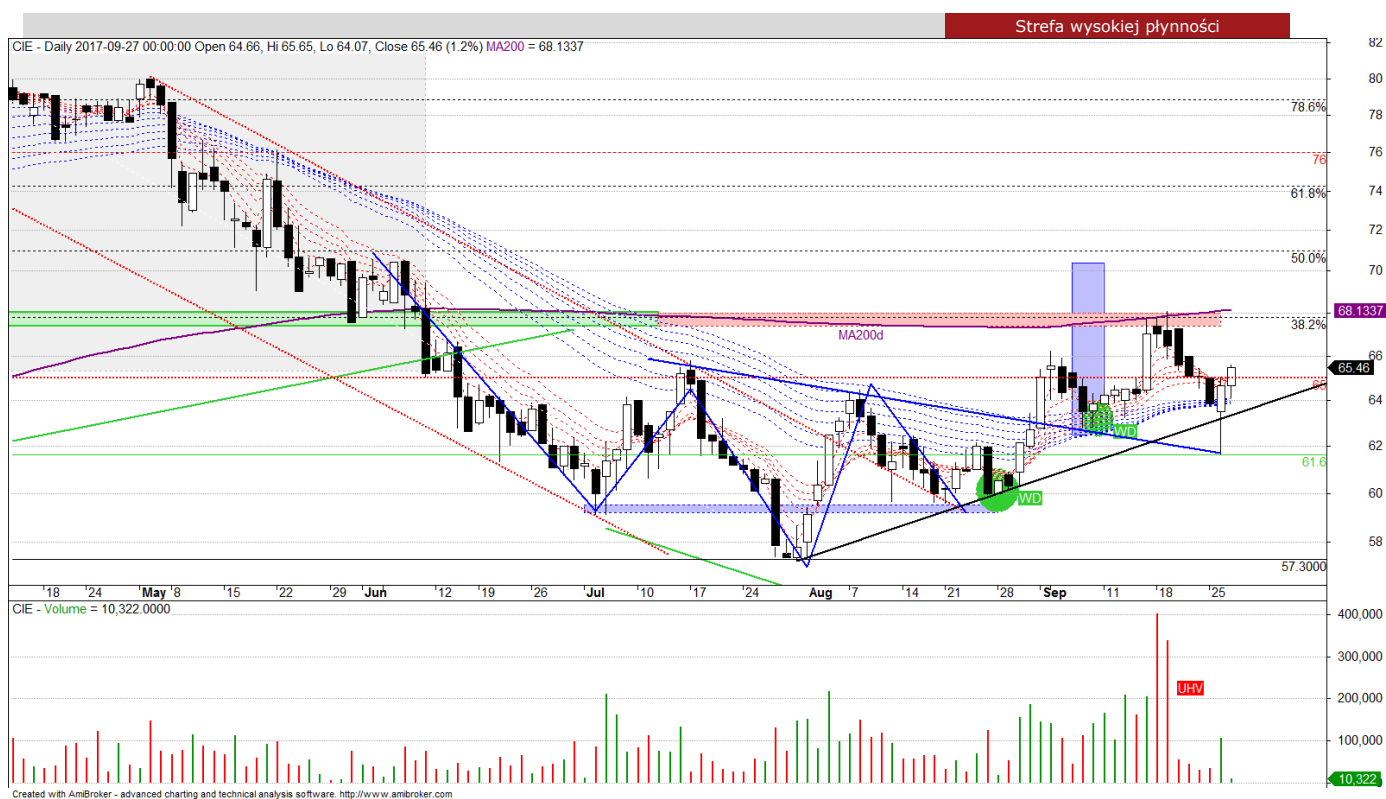 Strefa wysokiej płynności
CIE - Daily 2017-09-27 00:00:00 Open 64.66, Hi 65.65, Lo 64.07, Close 65.46 (1.2%) MA200 = 68.1337
82
80
78.6%
78
76
76
74
61.8%
72
50.0%
70
68.1337
38.2%
MA200d
66
65.46
64
WD
62
61.6
60
WD
58
57.3000
18 24 May 8 15 22 29 Jun 12 19 26 Jul 10 17 24 Aug 7 14 21 28 Sep 11 18 25
CIE - Volume = 10,322.0000
400,000
300,000
UHV
200,000
100,000
10,322
Created with AmiBroker - advanced charting and technical analysis software. http://www.amibroker.com